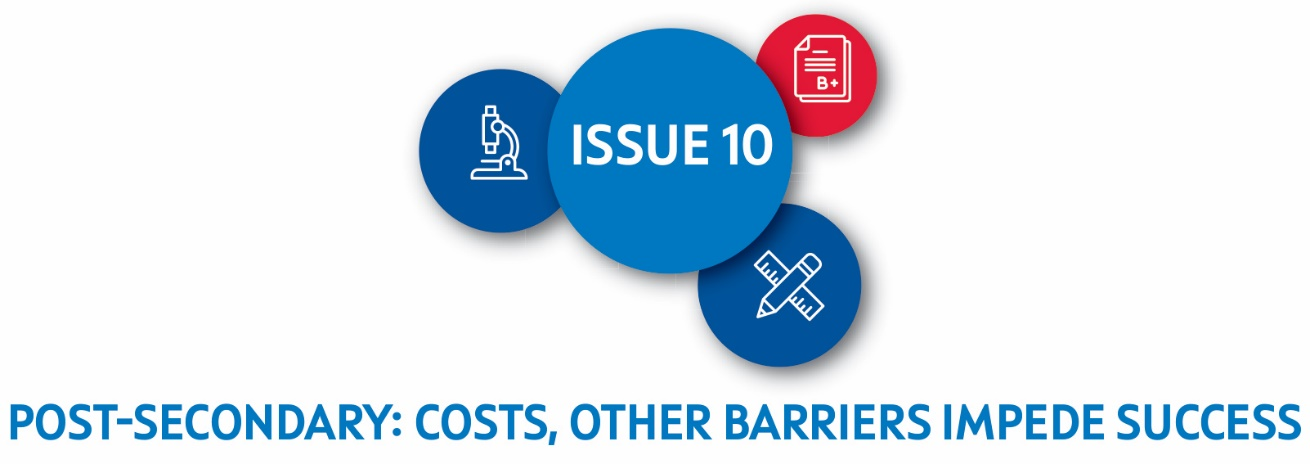 B+
ISSUE 10
POST-SECONDARY: COSTS, OTHER BARRIERS IMPEDE SUCCESS